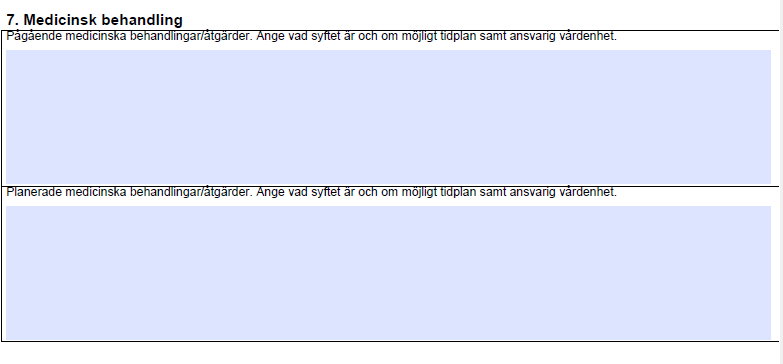 7. Medicinsk behandling
Pågående medicinska behandlingar/åtgärder. Ange vad syftet är och om möjligt tidplan samt ansvarig vårdenhet.
Planerade medicinska behandlingar/åtgärder. Ange vad syftet är och om möjligt tidplan samt ansvarig vårdenhet.